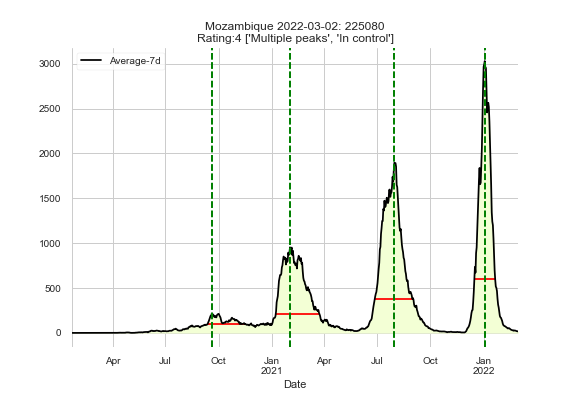 Mozambique 2022-03-02: 225080
Rating:4 ['Multiple peaks', 'In control']
Average-7d
3000
2500
2000
1500
1000
500
0
Apr Jul Oct Jan Apr Jul Oct Jan
2021 2022
Date